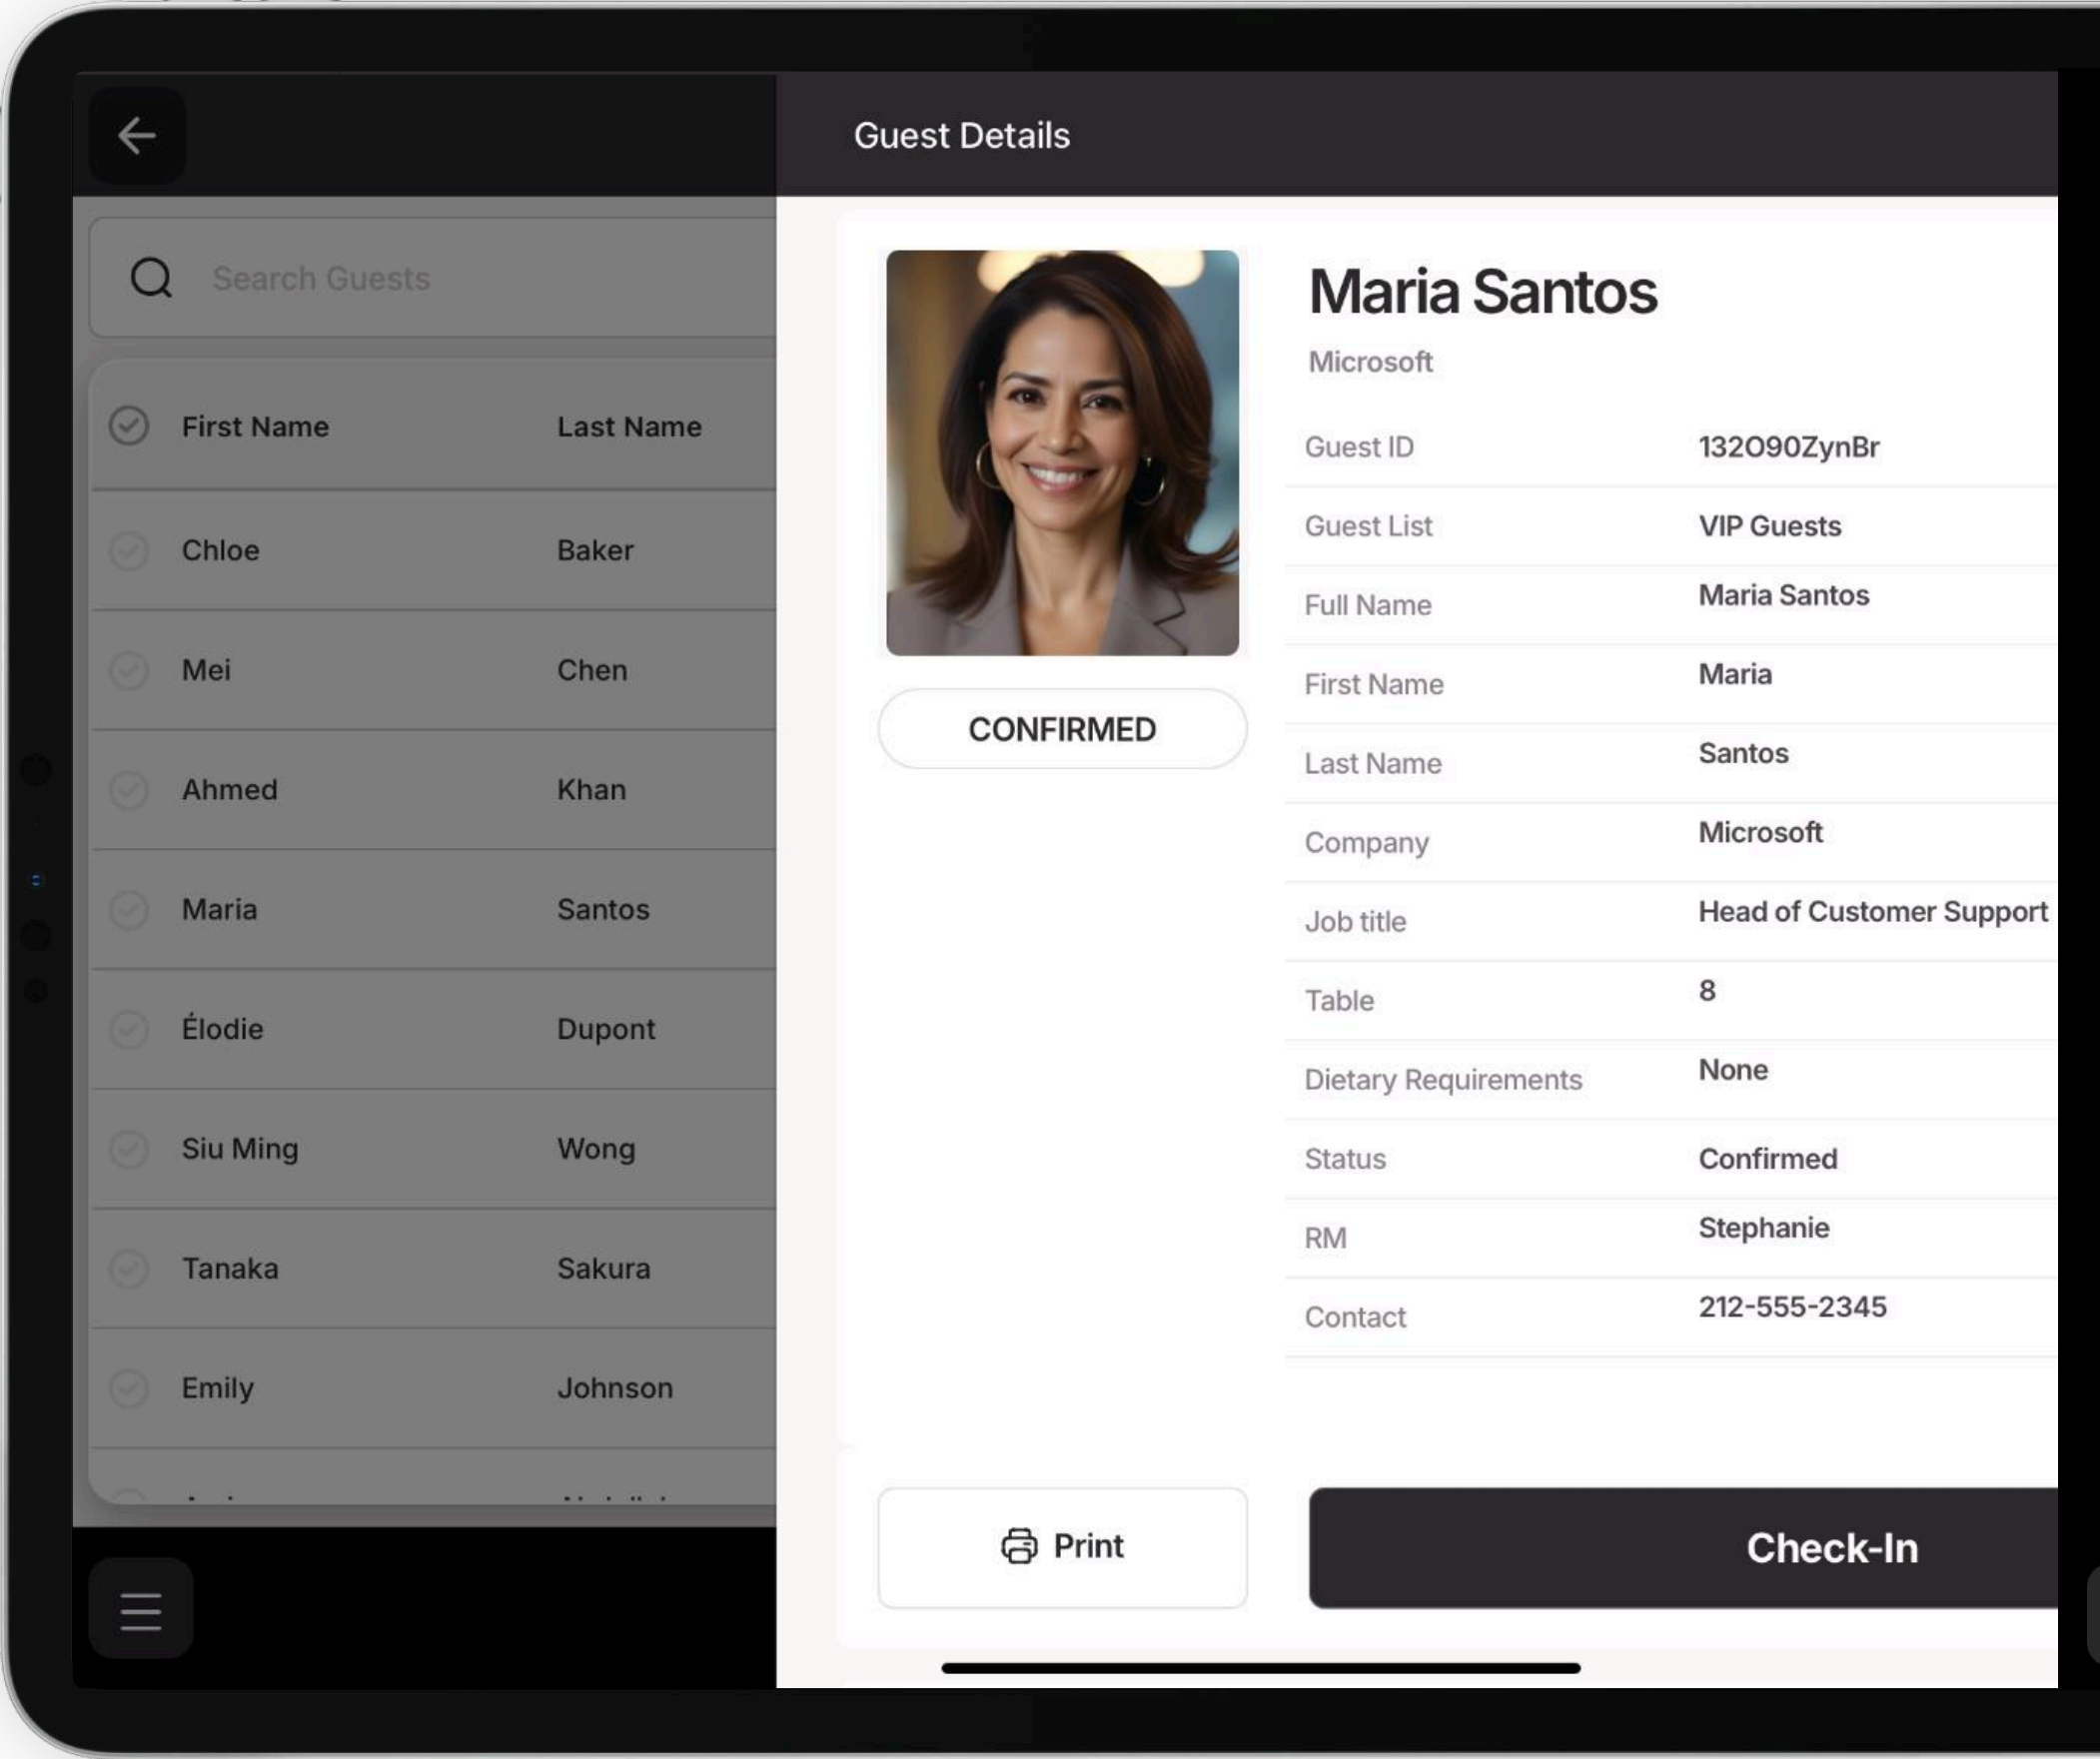 Guest Details
Search Guests
First Name Last Name
Chloe Baker
Mei Chen
Ahmed Khan
Maria Santos
Élodie Dupont
Siu Ming Wong
Tanaka Sakura
Emily Johnson
Maria Santos
Microsoft
CONFIRMED
Guest ID 132O90ZynBr
Guest List VIP Guests
Full Name Maria Santos
First Name Maria
Last Name Santos
Company Microsoft
Job title Head of Customer Support
Table 8
Dietary Requirements None
Status Confirmed
RM Stephanie
Contact 212-555-2345
Print
Check-In